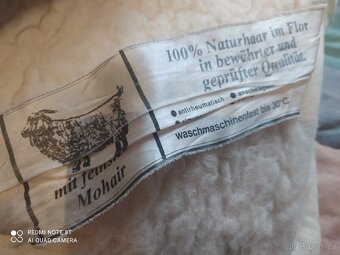 100% Naturhaar im Flor
in bewährter und
geprüfter Qualität.
antirheumatisch
waschmaschinenfest bis 30°C
mit feinstem
Mohair
REDMI NOTE 8T
AI QUAD CAMERA